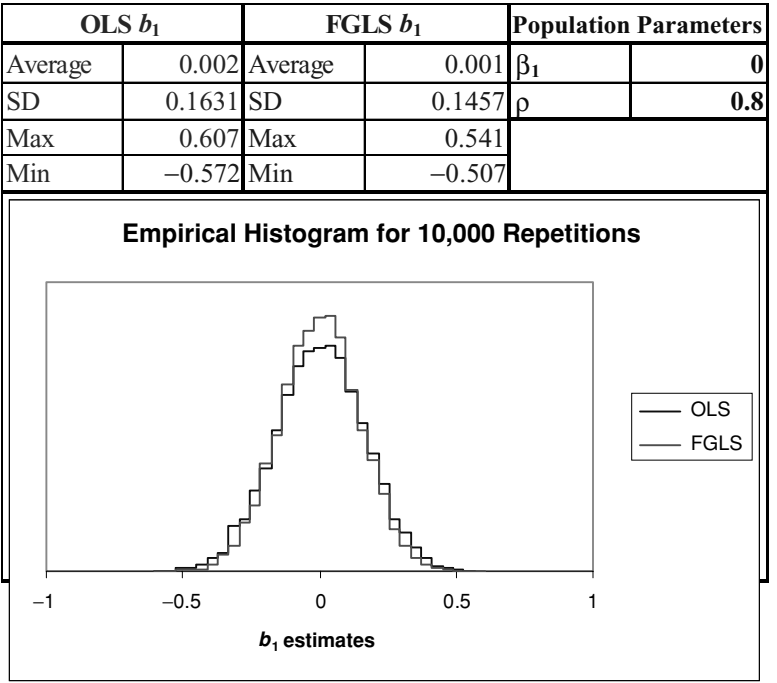 OLS b1 FGLS b1 Population Parameters
Average 0.002 Average 0.001 β1 0
SD 0.1631 SD 0.1457 ρ 0.8
Max 0.607 Max 0.541
Min −0.572 Min −0.507
Empirical Histogram for 10,000 Repetitions
OLS
FGLS
−1 −0.5 0 0.5 1
b1 estimates